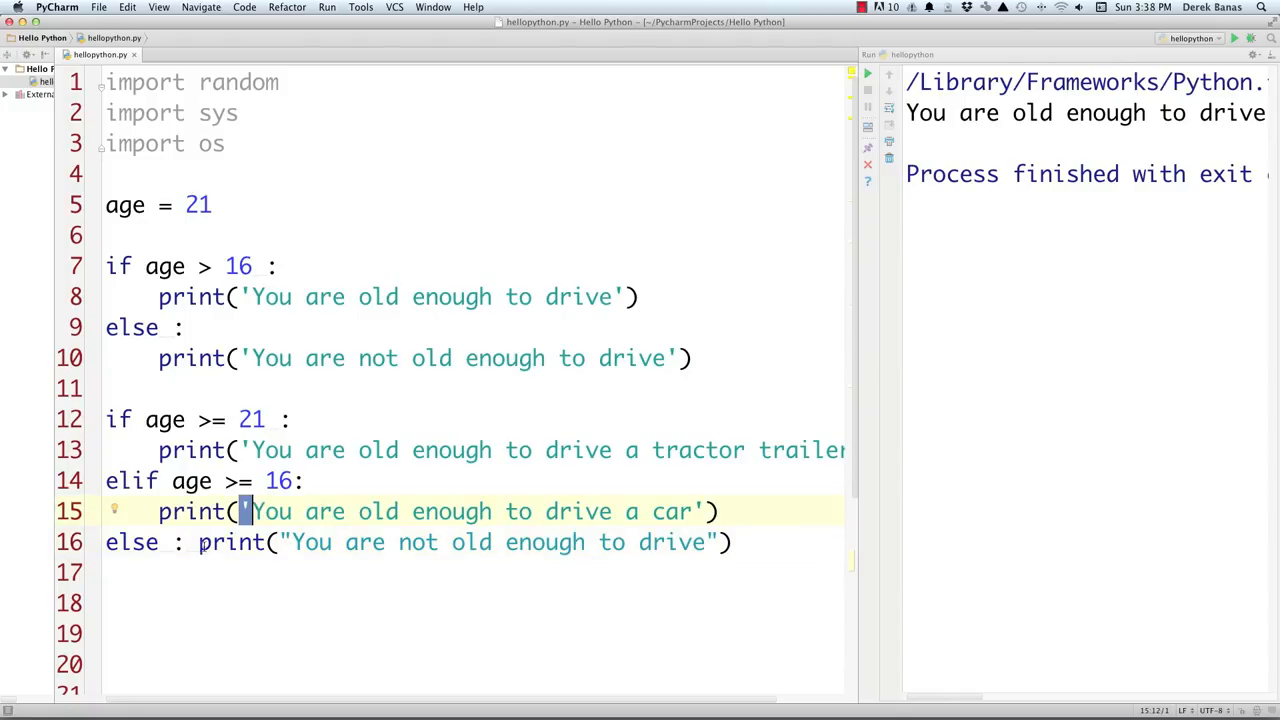 PyCharm File Edit View Navigate Code Refactor Run Tools VCS Window Help 10 Sun 3:38 PM Derek Banas
hellopython.py - Hello Python - [~/PycharmProjects/Hello Python]
Hello Python hellopython.py hellopython
hellopython.py Run hellopython
Hello P
hello
Externa
1 import random
2 import sys
3 import os
4
5 age = 21
6
7 if age > 16 :
8 print('You are old enough to drive')
9 else :
10 print('You are not old enough to drive')
11
12 if age >= 21 :
13 print('You are old enough to drive a tractor trailer
14 elif age >= 16:
15 print('You are old enough to drive a car')
16 else : print("You are not old enough to drive")
17
18
19
20
21
/Library/Frameworks/Python.
You are old enough to drive
Process finished with exit
15:12/1 LF UTF-8